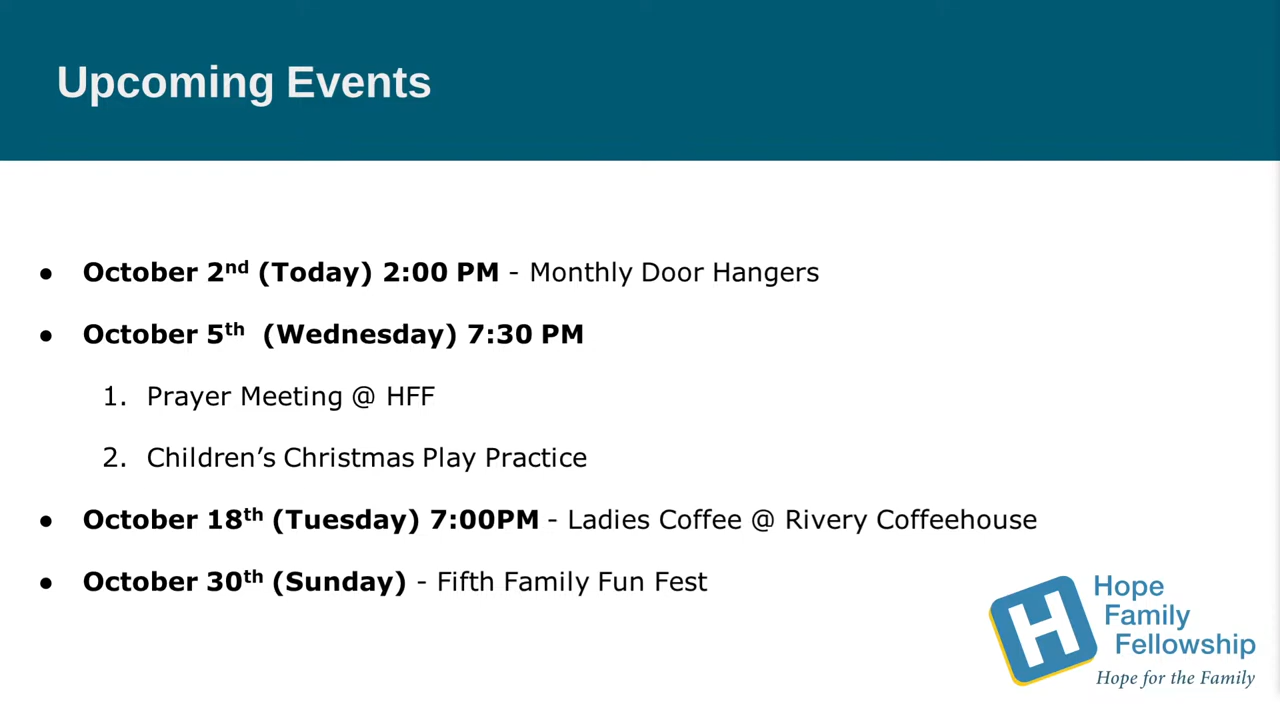 Upcoming Events
● October 2nd (Today) 2:00 PM - Monthly Door Hangers
● October 5th (Wednesday) 7:30 PM
1. Prayer Meeting @ HFF
2. Children’s Christmas Play Practice
● October 18th (Tuesday) 7:00PM - Ladies Coffee @ Rivery Coffeehouse
● October 30th (Sunday) - Fifth Family Fun Fest
H
Hope
Family
Fellowship
Hope for the Family